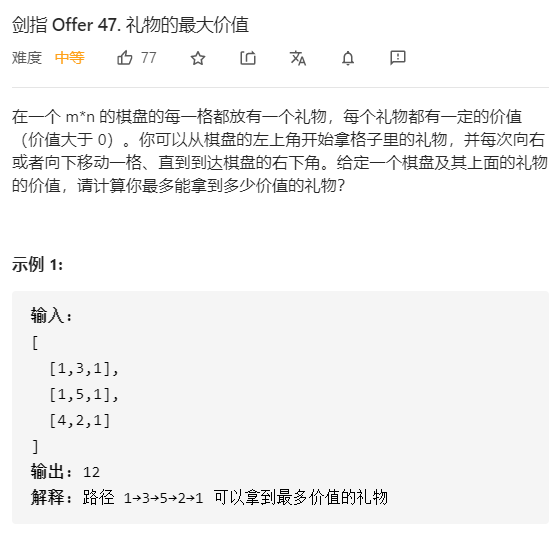 剑指 Offer 47. 礼物的最大价值
难度 中等 77
在一个 m*n 的棋盘的每一格都放有一个礼物，每个礼物都有一定的价值
（价值大于 0）。你可以从棋盘的左上角开始拿格子里的礼物，并每次向右
或者向下移动一格、直到到达棋盘的右下角。给定一个棋盘及其上面的礼物
的价值，请计算你最多能拿到多少价值的礼物？
示例 1:
输入:
[
[1,3,1],
[1,5,1],
[4,2,1]
]
输出: 12
解释: 路径 1→3→5→2→1 可以拿到最多价值的礼物